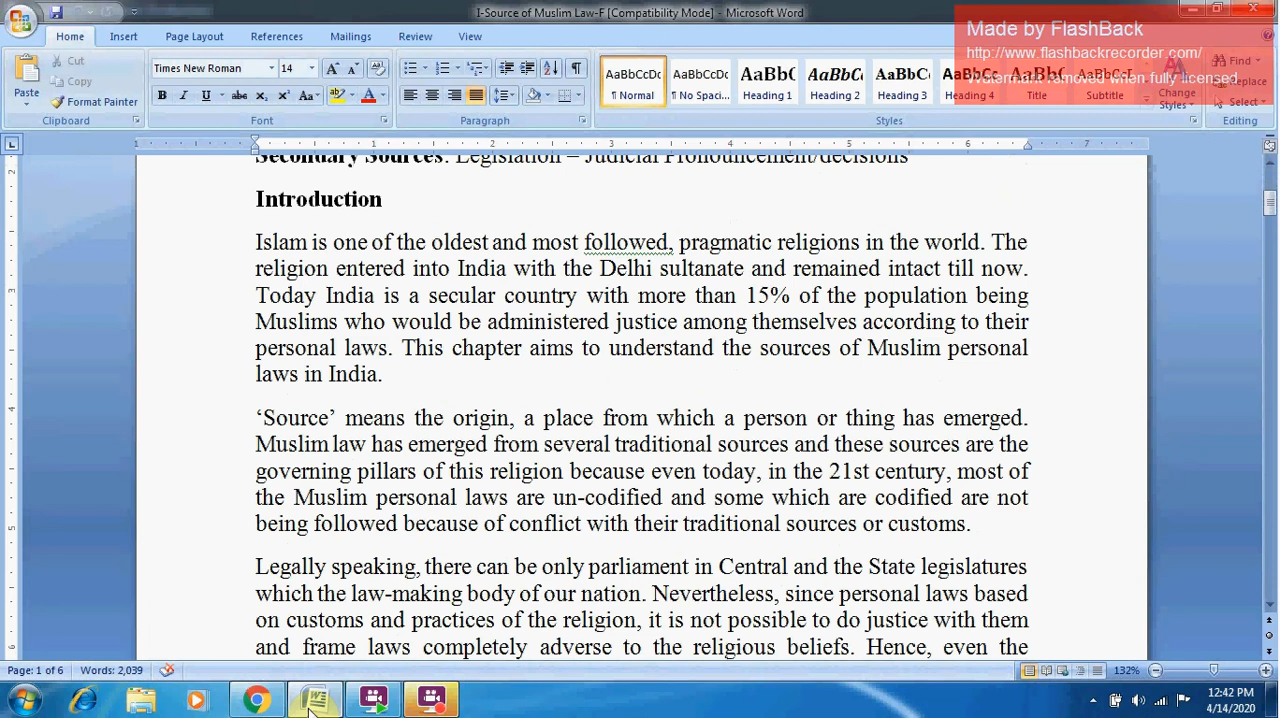 I-Source of Muslim Law-F [Compatibility Mode] - Microsoft Word
Made by FlashBack
http://www.flashbackrecorder.com/
Watermark removed when fully licensed
Home Insert Page Layout References Mailings Review View
Paste
Cut
Copy
Format Painter
Clipboard
Times New Roman 14
Font
Paragraph
AaBbCcDc AaBbCcDc AaBbC AaBbCc AaBbCc AaBbCc AaBbCc AaBbCc
¶ Normal ¶ No Spaci... Heading 1 Heading 2 Heading 3 Heading 4 Title Subtitle
Change Styles
Styles
Find
Replace
Select
Editing
Secondary Sources: Legislation – Judicial Pronouncement/decisions
Introduction
Islam is one of the oldest and most followed, pragmatic religions in the world. The
religion entered into India with the Delhi sultanate and remained intact till now.
Today India is a secular country with more than 15% of the population being
Muslims who would be administered justice among themselves according to their
personal laws. This chapter aims to understand the sources of Muslim personal
laws in India.
‘Source’ means the origin, a place from which a person or thing has emerged.
Muslim law has emerged from several traditional sources and these sources are the
governing pillars of this religion because even today, in the 21st century, most of
the Muslim personal laws are un-codified and some which are codified are not
being followed because of conflict with their traditional sources or customs.
Legally speaking, there can be only parliament in Central and the State legislatures
which the law-making body of our nation. Nevertheless, since personal laws based
on customs and practices of the religion, it is not possible to do justice with them
and frame laws completely adverse to the religious beliefs. Hence, even the
Page: 1 of 6 Words: 2,039 132%
12:42 PM
4/14/2020